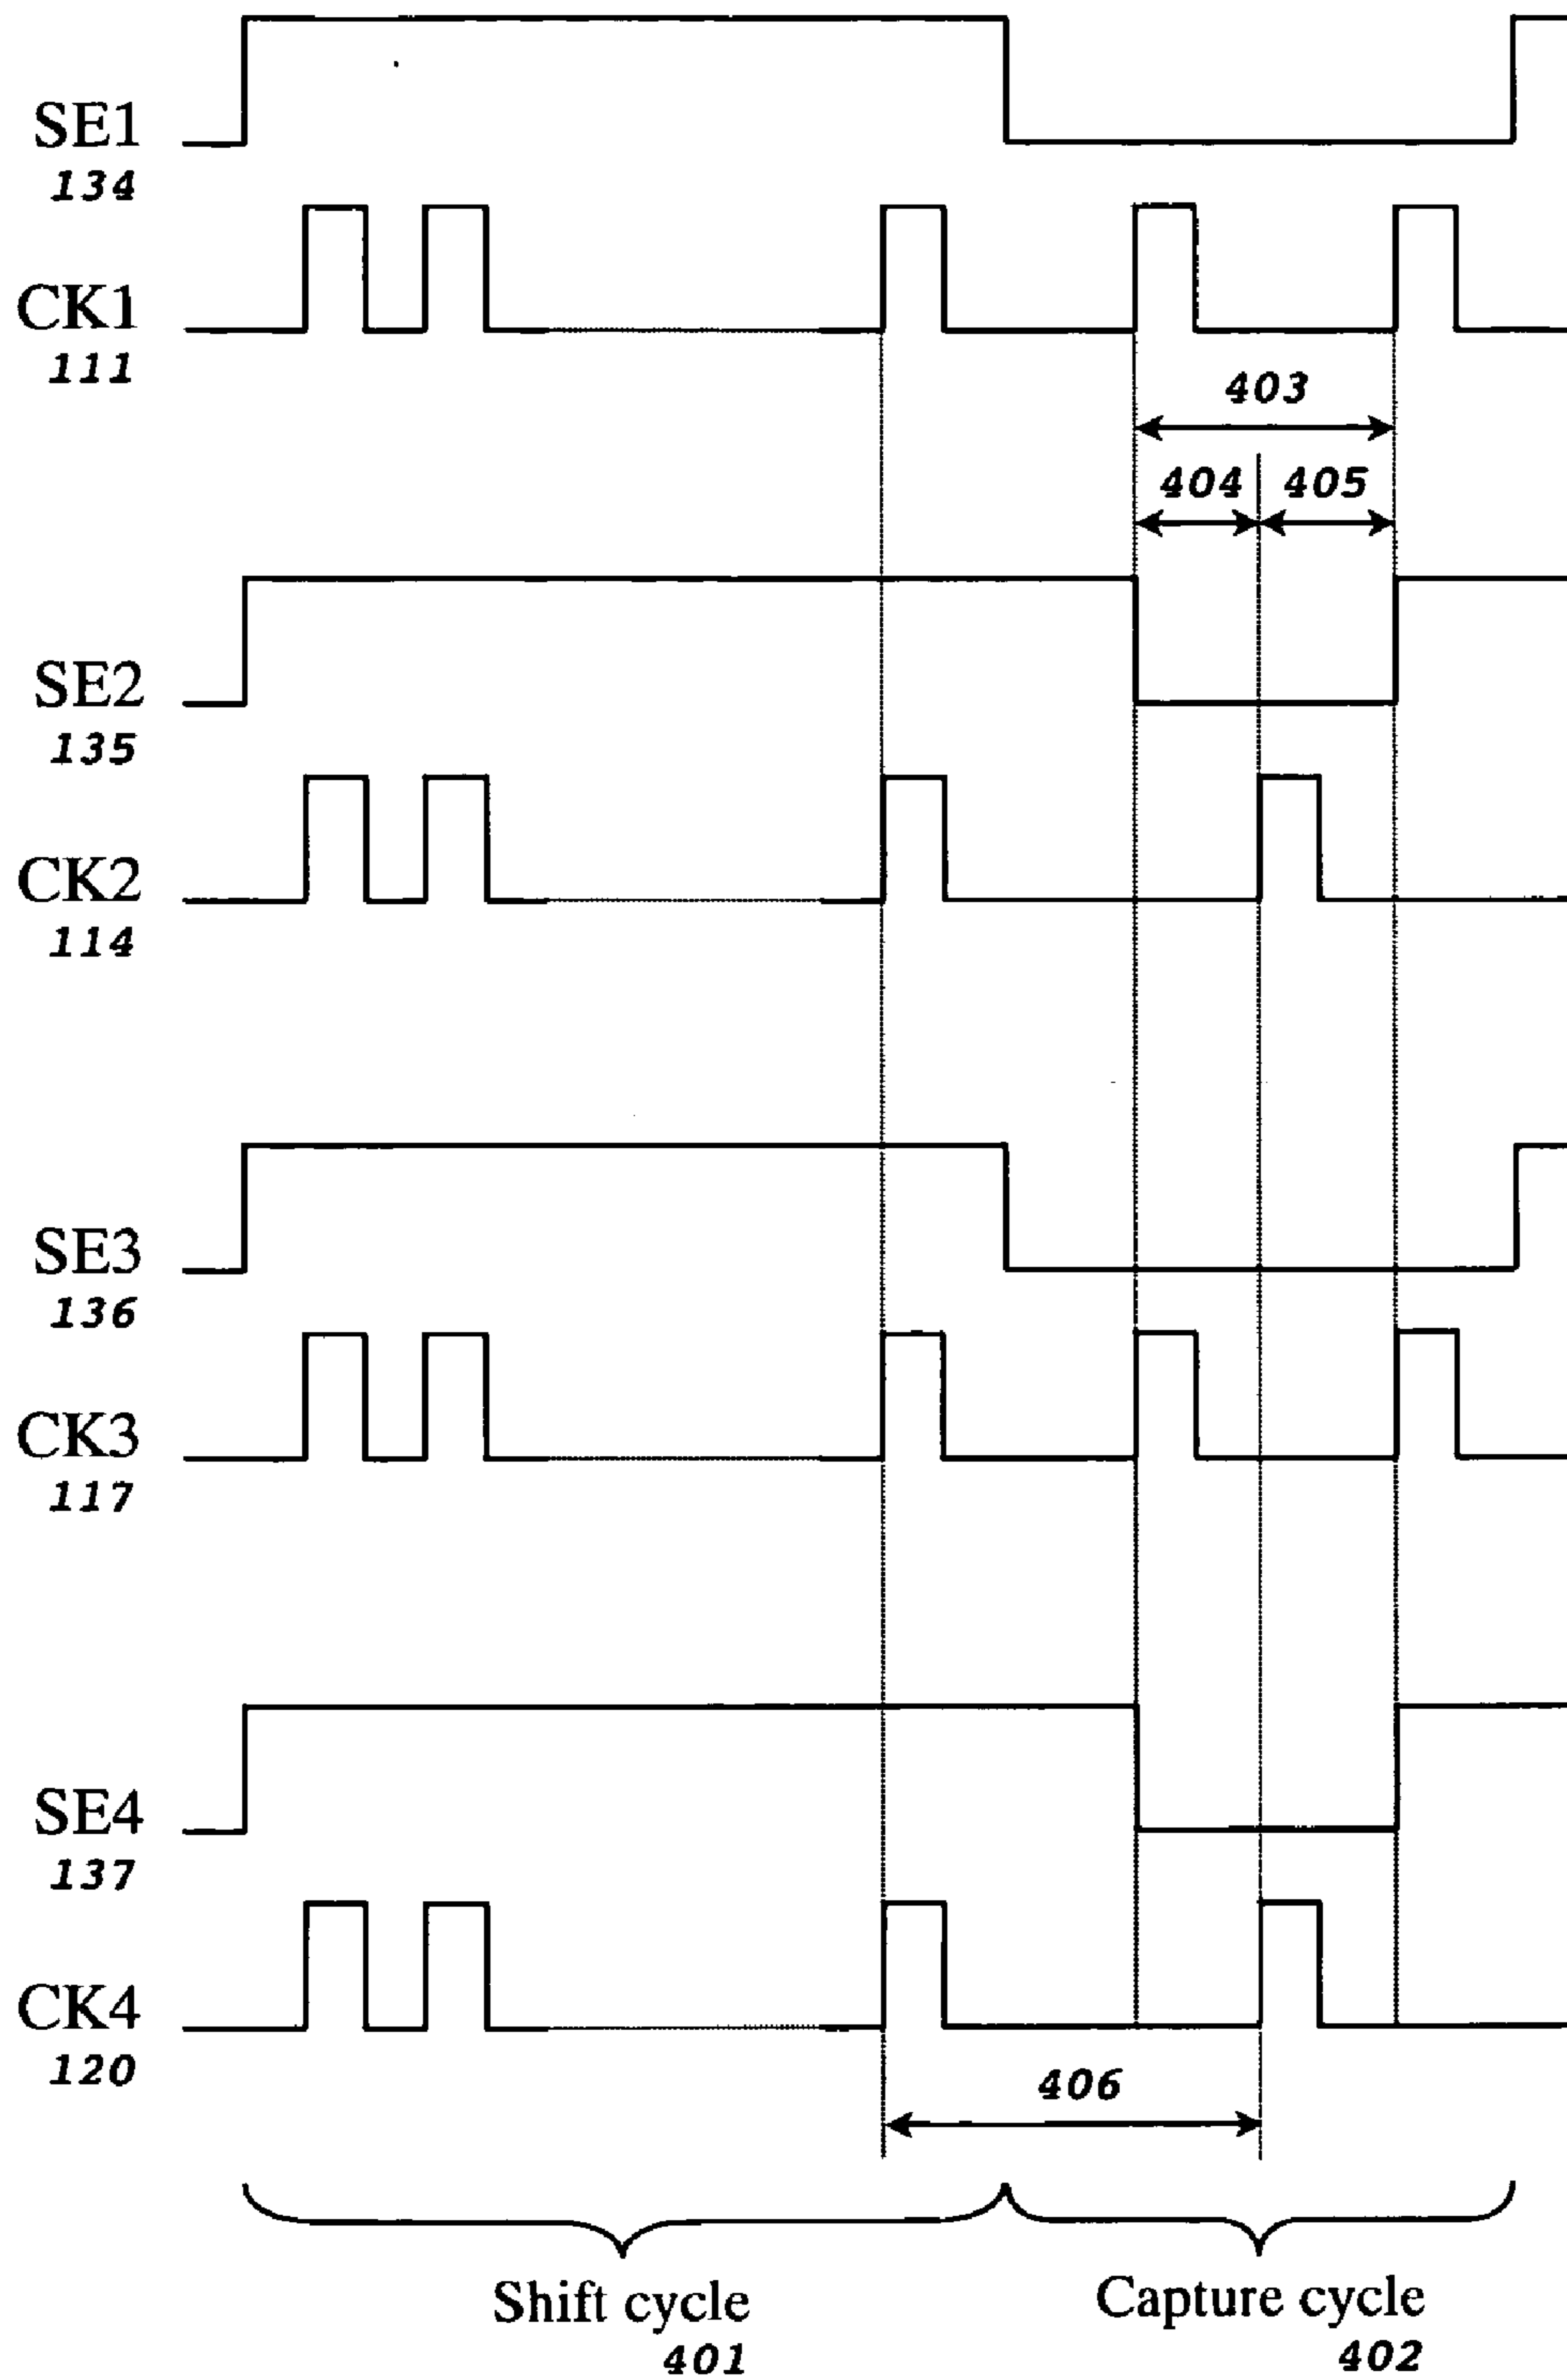 SE1
134
CK1
111
403
404 405
SE2
135
CK2
114
SE3
136
CK3
117
SE4
137
CK4
120
406
Shift cycle
401
Capture cycle
402